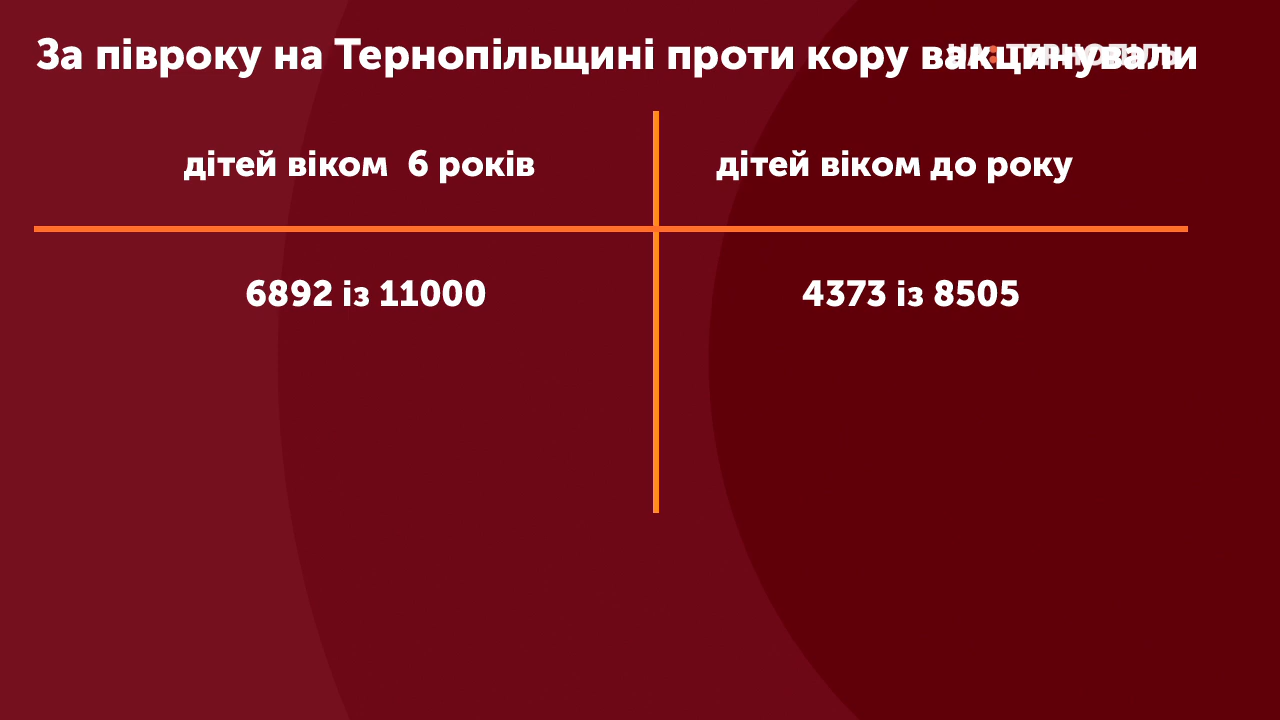 За півроку на Тернопільщині проти кору вакцинували
дітей віком 6 років
дітей віком до року
6892 із 11000
4373 із 8505